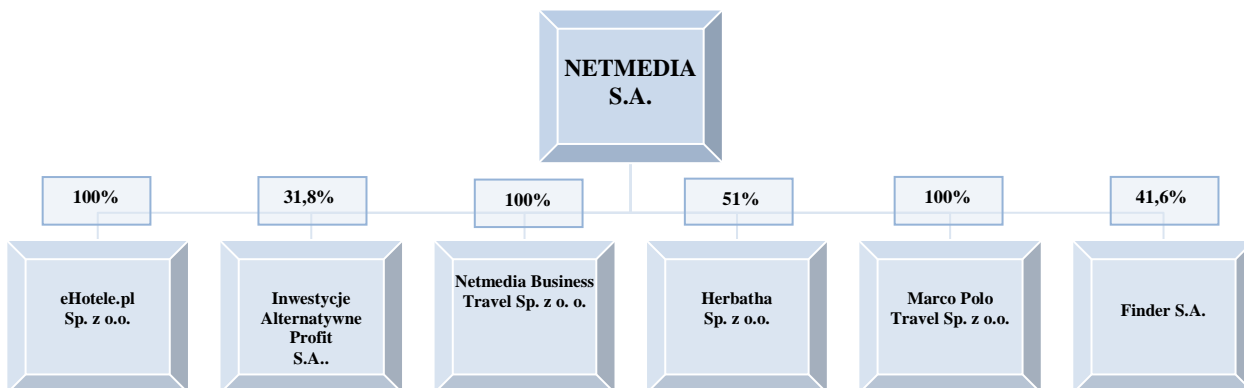 NETMEDIA
S.A.
100%
31,8%
100%
51%
100%
41,6%
eHotele.pl
Sp. z o.o.
Inwestycje
Alternatywne
Profit
S.A..
Netmedia Business
Travel Sp. z o. o.
Herbatha
Sp. z o.o.
Marco Polo
Travel Sp. z o.o.
Finder S.A.